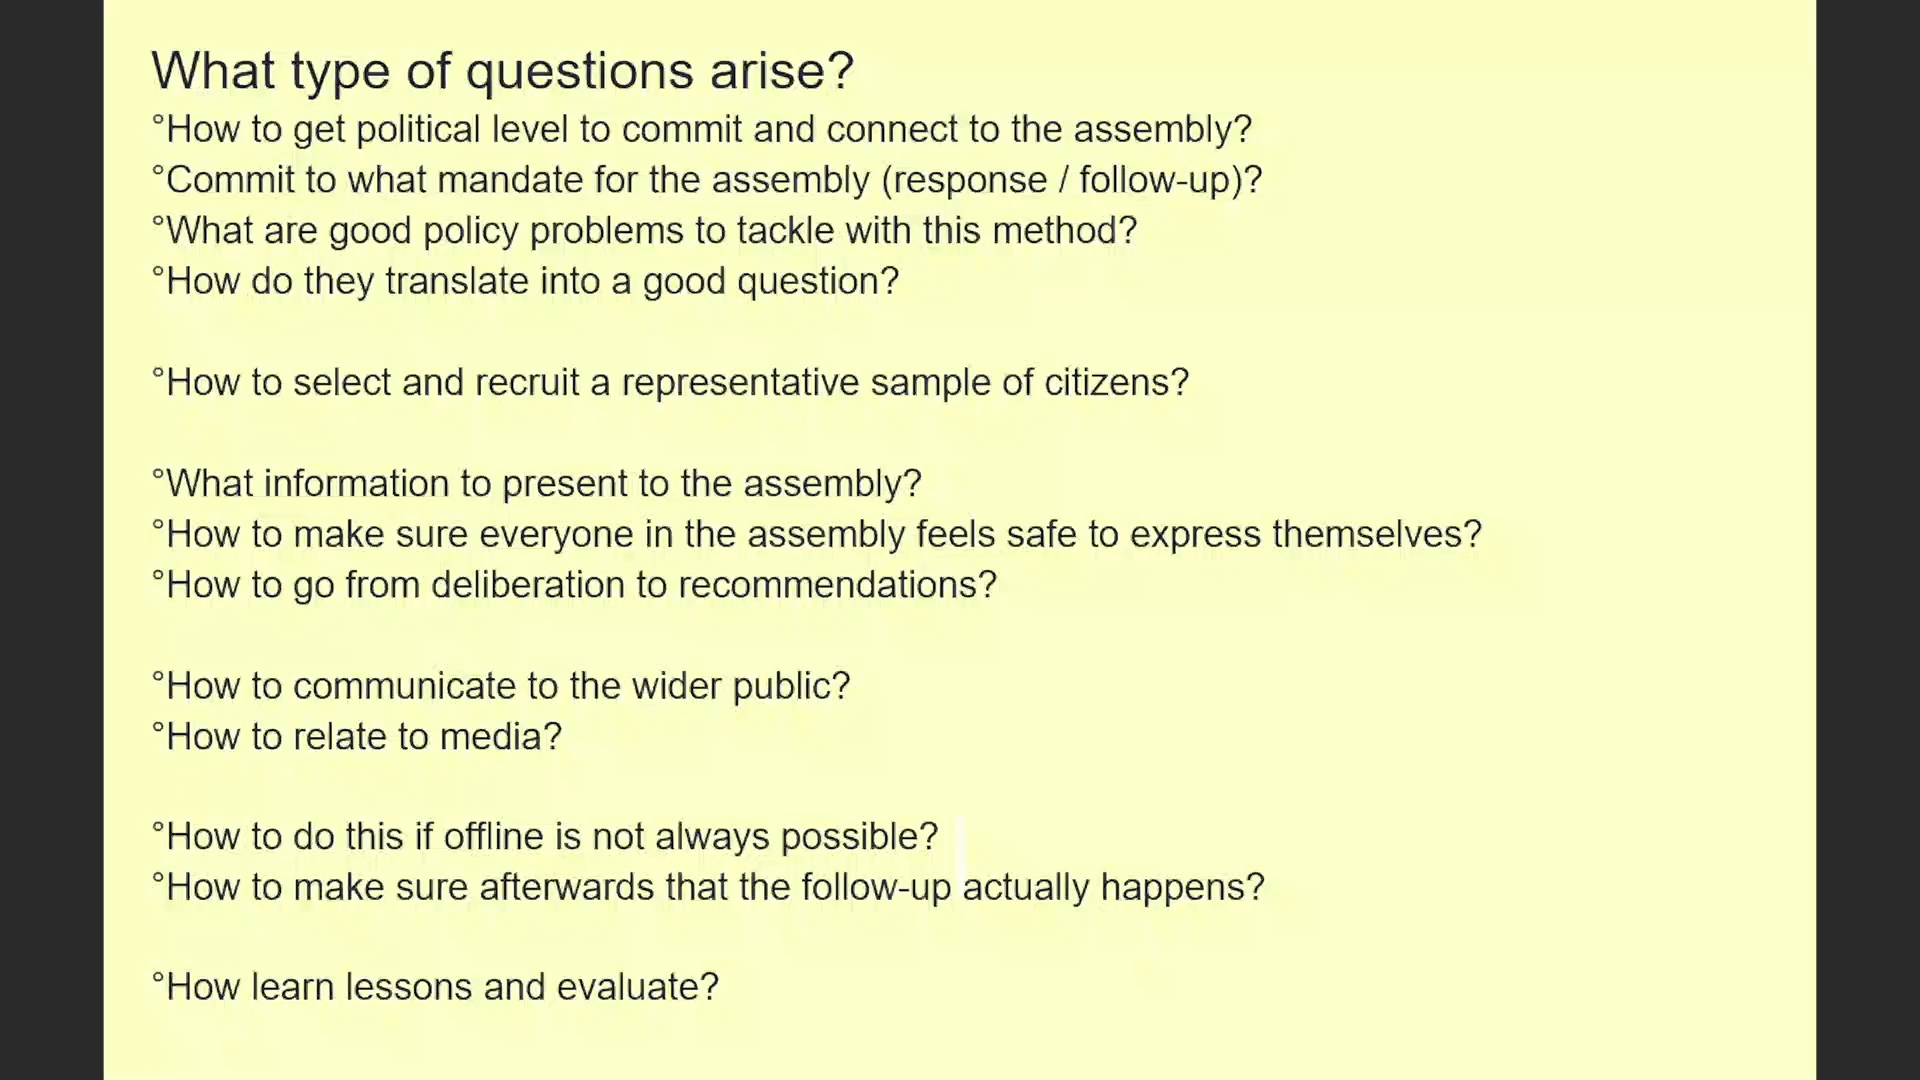 What type of questions arise?
°How to get political level to commit and connect to the assembly?
°Commit to what mandate for the assembly (response / follow-up)?
°What are good policy problems to tackle with this method?
°How do they translate into a good question?
°How to select and recruit a representative sample of citizens?
°What information to present to the assembly?
°How to make sure everyone in the assembly feels safe to express themselves?
°How to go from deliberation to recommendations?
°How to communicate to the wider public?
°How to relate to media?
°How to do this if offline is not always possible?
°How to make sure afterwards that the follow-up actually happens?
°How learn lessons and evaluate?